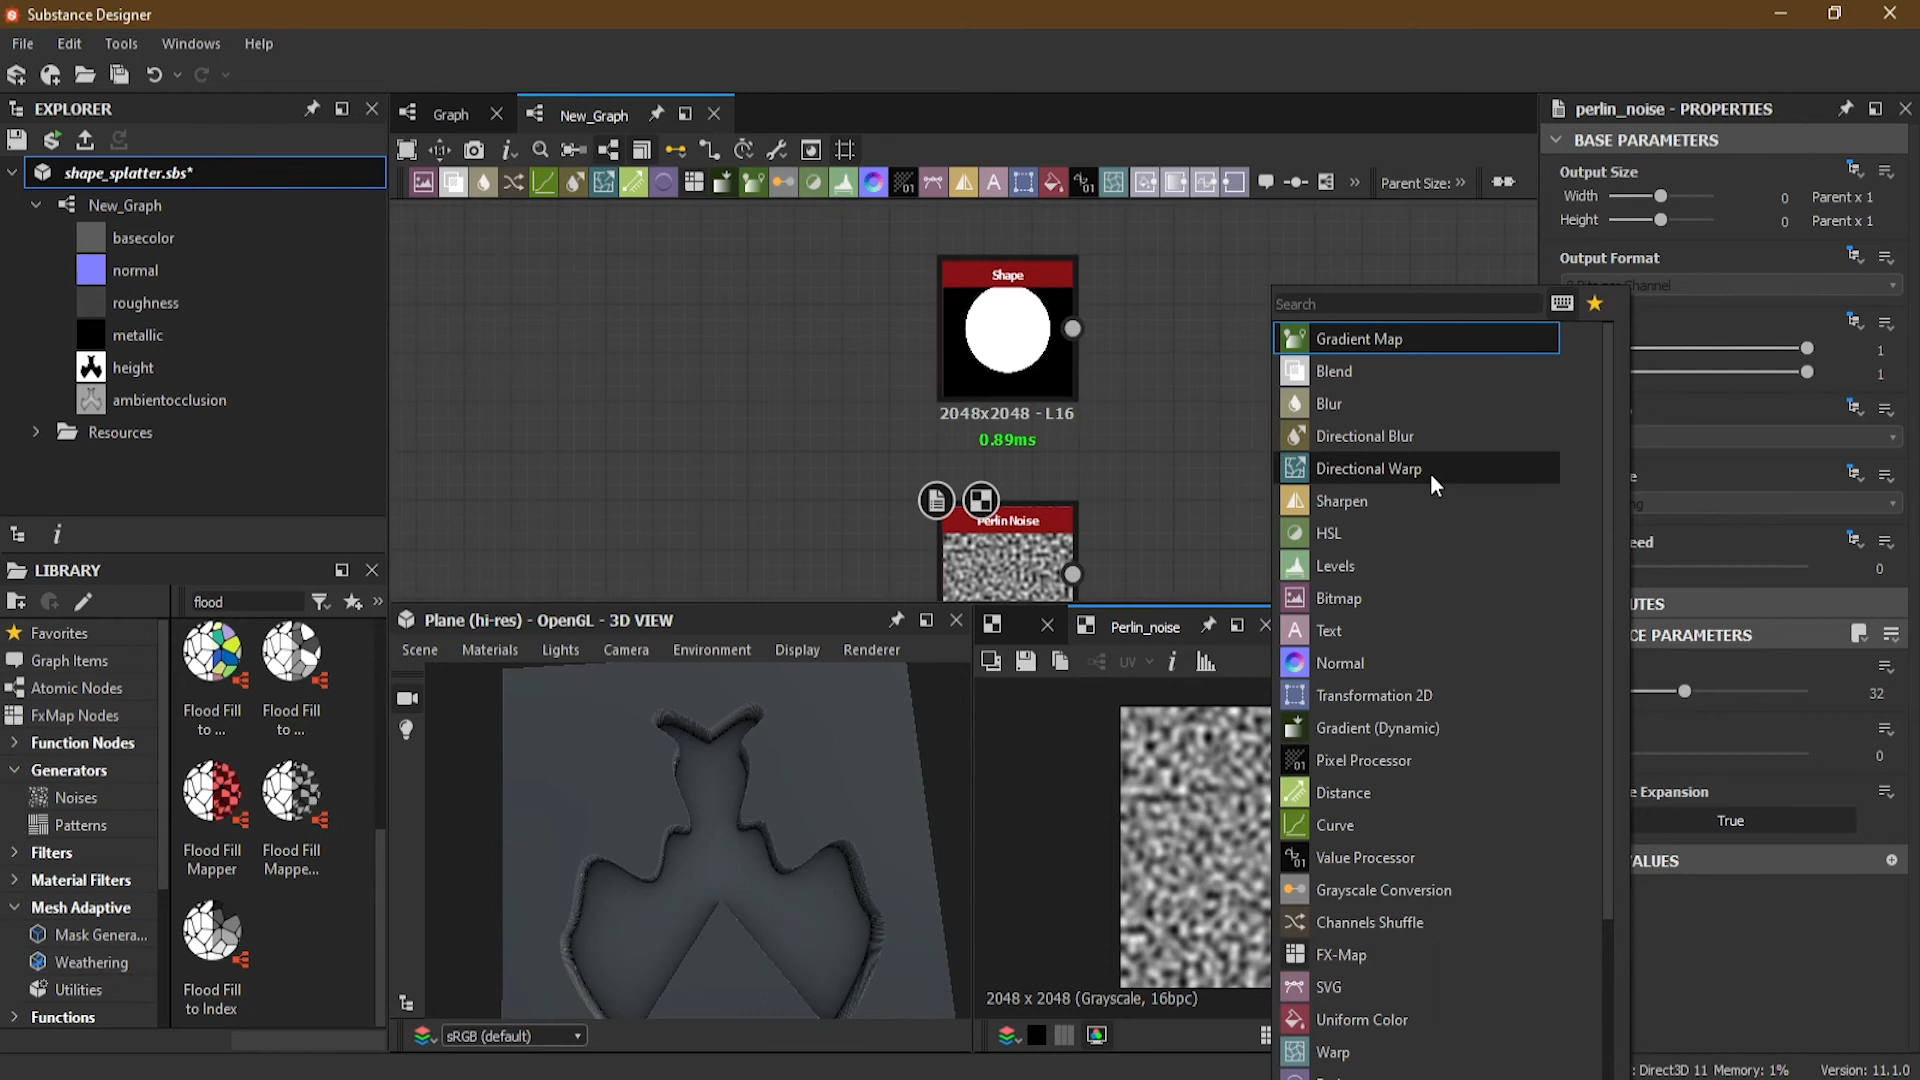 Substance Designer
File Edit Tools Windows Help
EXPLORER
shape_splatter.sbs*
New_Graph
basecolor
normal
roughness
metallic
height
ambientocclusion
Resources
LIBRARY
flood
Favorites
Graph Items
Atomic Nodes
FxMap Nodes
Function Nodes
Generators
Noises
Patterns
Filters
Material Filters
Mesh Adaptive
Mask Genera...
Weathering
Utilities
Functions
Flood Fill
to ...
Flood Fill
to ...
Flood Fill
Mapper
Flood Fill
Mappe...
Flood Fill
to Index
Graph
New_Graph
Parent Size:
Shape
2048x2048 - L16
0.89ms
Perlin Noise
Plane (hi-res) - OpenGL - 3D VIEW
Scene Materials Lights Camera Environment Display Renderer
sRGB (default)
Perlin_noise
UV
2048 x 2048 (Grayscale, 16bpc)
Search
Gradient Map
Blend
Blur
Directional Blur
Directional Warp
Sharpen
HSL
Levels
Bitmap
Text
Normal
Transformation 2D
Gradient (Dynamic)
Pixel Processor
Distance
Curve
Value Processor
Grayscale Conversion
Channels Shuffle
FX-Map
SVG
Uniform Color
Warp
perlin_noise - PROPERTIES
BASE PARAMETERS
Output Size
Width 0 Parent x 1
Height 0 Parent x 1
Output Format
1
1
eed
0
UTES
CE PARAMETERS
32
0
e Expansion
True
VALUES
: Direct3D 11 Memory: 1% Version: 11.1.0